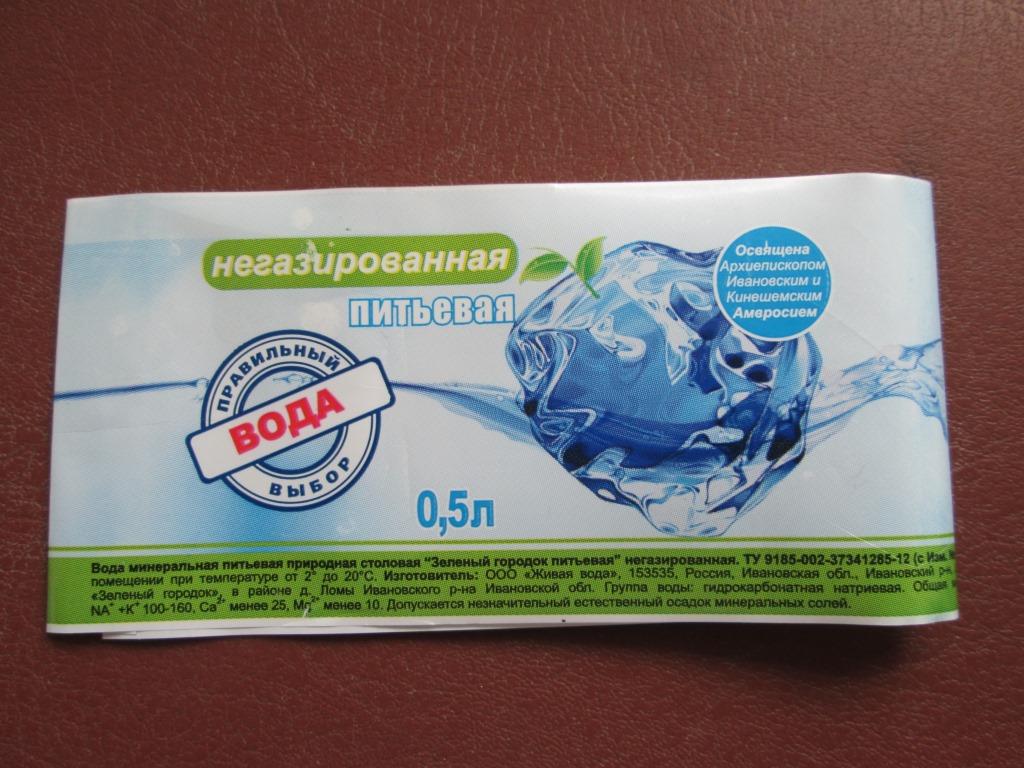 негазированная
питьевая
Освящена
Архиепископом
Ивановским и
Кинешемским
Амвросием
ПРАВИЛЬНЫЙ
ВОДА
ВЫБОР
0,5л
Вода минеральная питьевая природная столовая "Зеленый городок питьевая" негазированная. ТУ 9185-002-37341285-12 (с Изм. №
помещении при температуре от 2° до 20°С. Изготовитель: ООО «Живая вода», 153535, Россия, Ивановская обл., Ивановский р-н,
«Зеленый городок», в районе д. Ломы Ивановского р-на Ивановской обл. Группа воды: гидрокарбонатная натриевая. Общая
NA⁺ +K⁺ 100-160, Ca²⁺ менее 25, Mg²⁺ менее 10. Допускается незначительный естественный осадок минеральных солей.